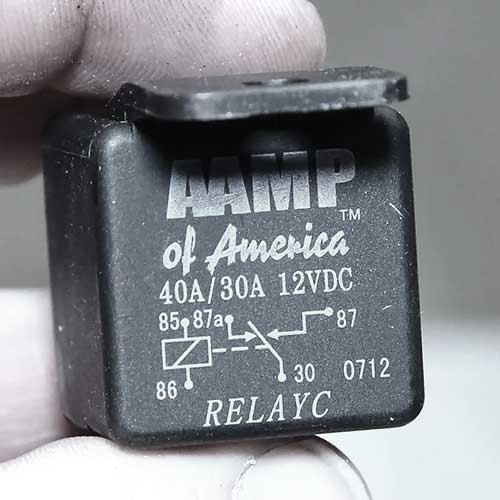 AAMP™
of America
40A/30A 12VDC
85 87a 87
86 30 0712
RELAYC